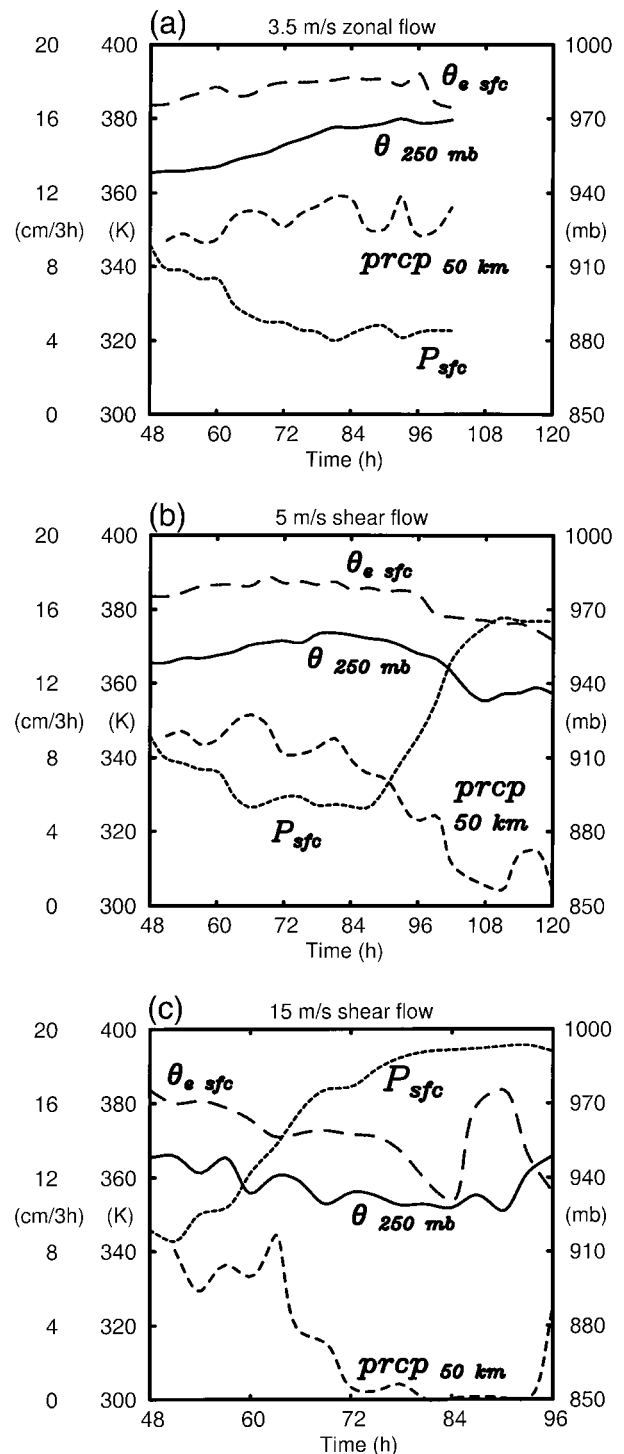 (a) 3.5 m/s zonal flow
20 400 1000
θe sfc
16 380 970
θ 250 mb
12 360 940
(cm/3h) (K) (mb)
prcp 50 km
8 340 910
4 320 880
Psfc
0 300 850
48 60 72 84 96 108 120
Time (h)
(b) 5 m/s shear flow
20 400 1000
θe sfc
16 380 970
θ 250 mb
12 360 940
(cm/3h) (K) (mb)
8 340 910
prcp
50 km
4 320 880
Psfc
0 300 850
48 60 72 84 96 108 120
Time (h)
(c) 15 m/s shear flow
20 400 1000
θe sfc
Psfc
16 380 970
12 360 940
(cm/3h) (K) (mb)
θ 250 mb
8 340 910
4 320 880
prcp 50 km
0 300 850
48 60 72 84 96
Time (h)